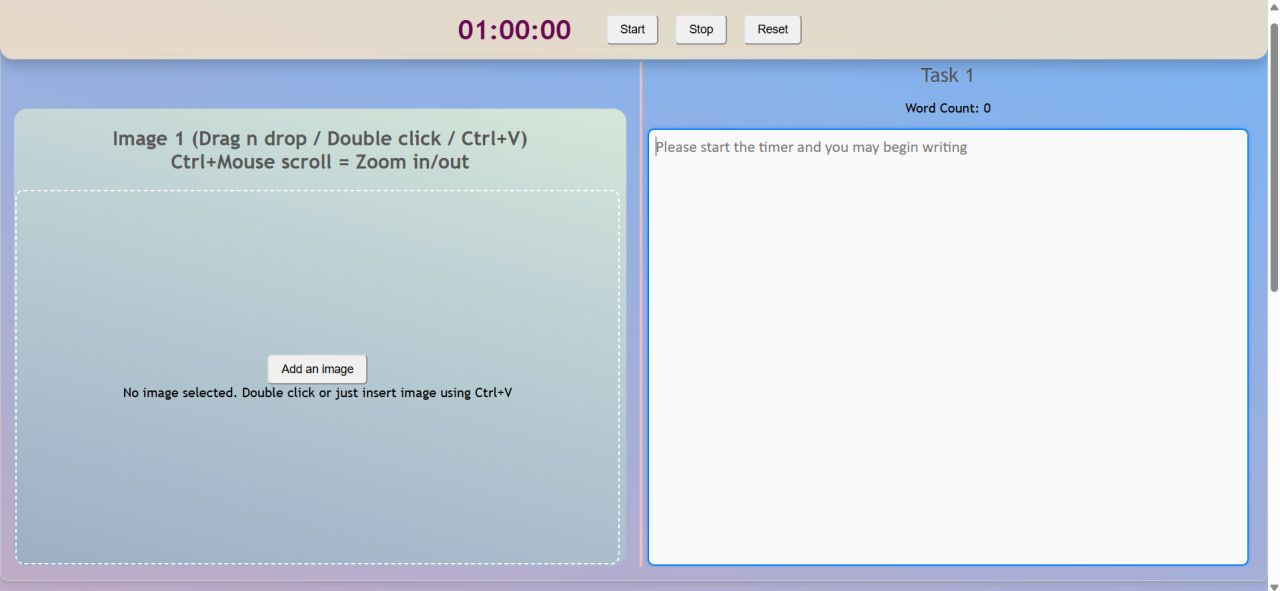 01:00:00
Start
Stop
Reset
Image 1 (Drag n drop / Double click / Ctrl+V)
Ctrl+Mouse scroll = Zoom in/out
Add an image
No image selected. Double click or just insert image using Ctrl+V
Task 1
Word Count: 0
Please start the timer and you may begin writing